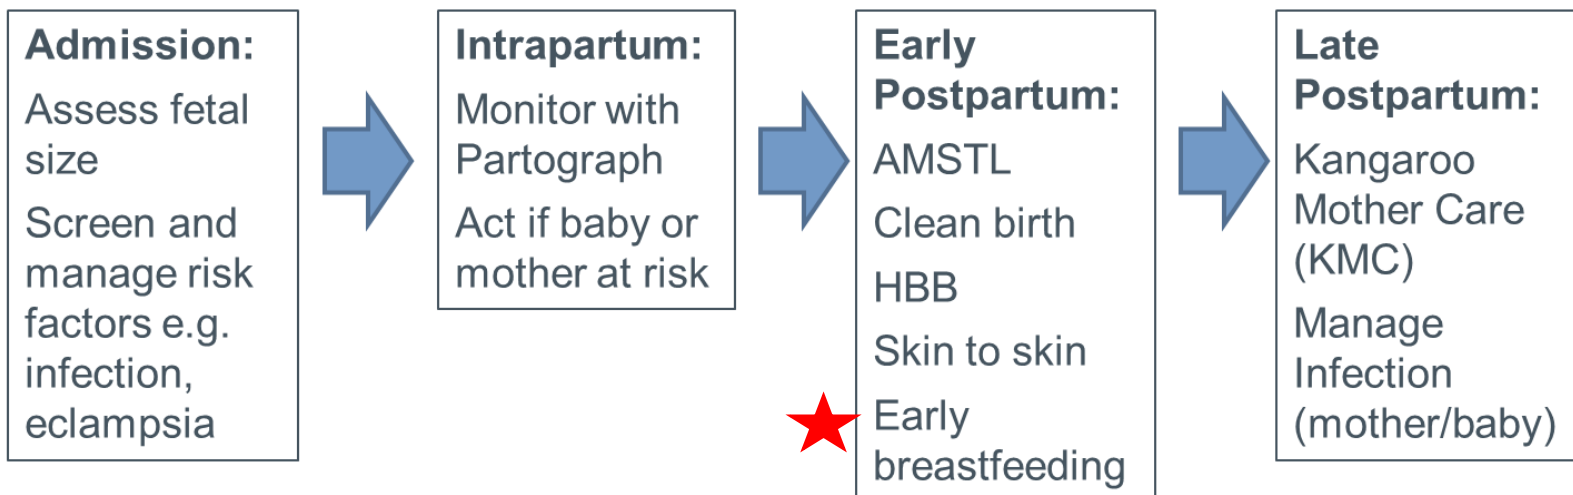 Admission:
Assess fetal
size
Screen and
manage risk
factors e.g.
infection,
eclampsia
Intrapartum:
Monitor with
Partograph
Act if baby or
mother at risk
Early
Postpartum:
AMSTL
Clean birth
HBB
Skin to skin
Early
breastfeeding
Late
Postpartum:
Kangaroo
Mother Care
(KMC)
Manage
Infection
(mother/baby)